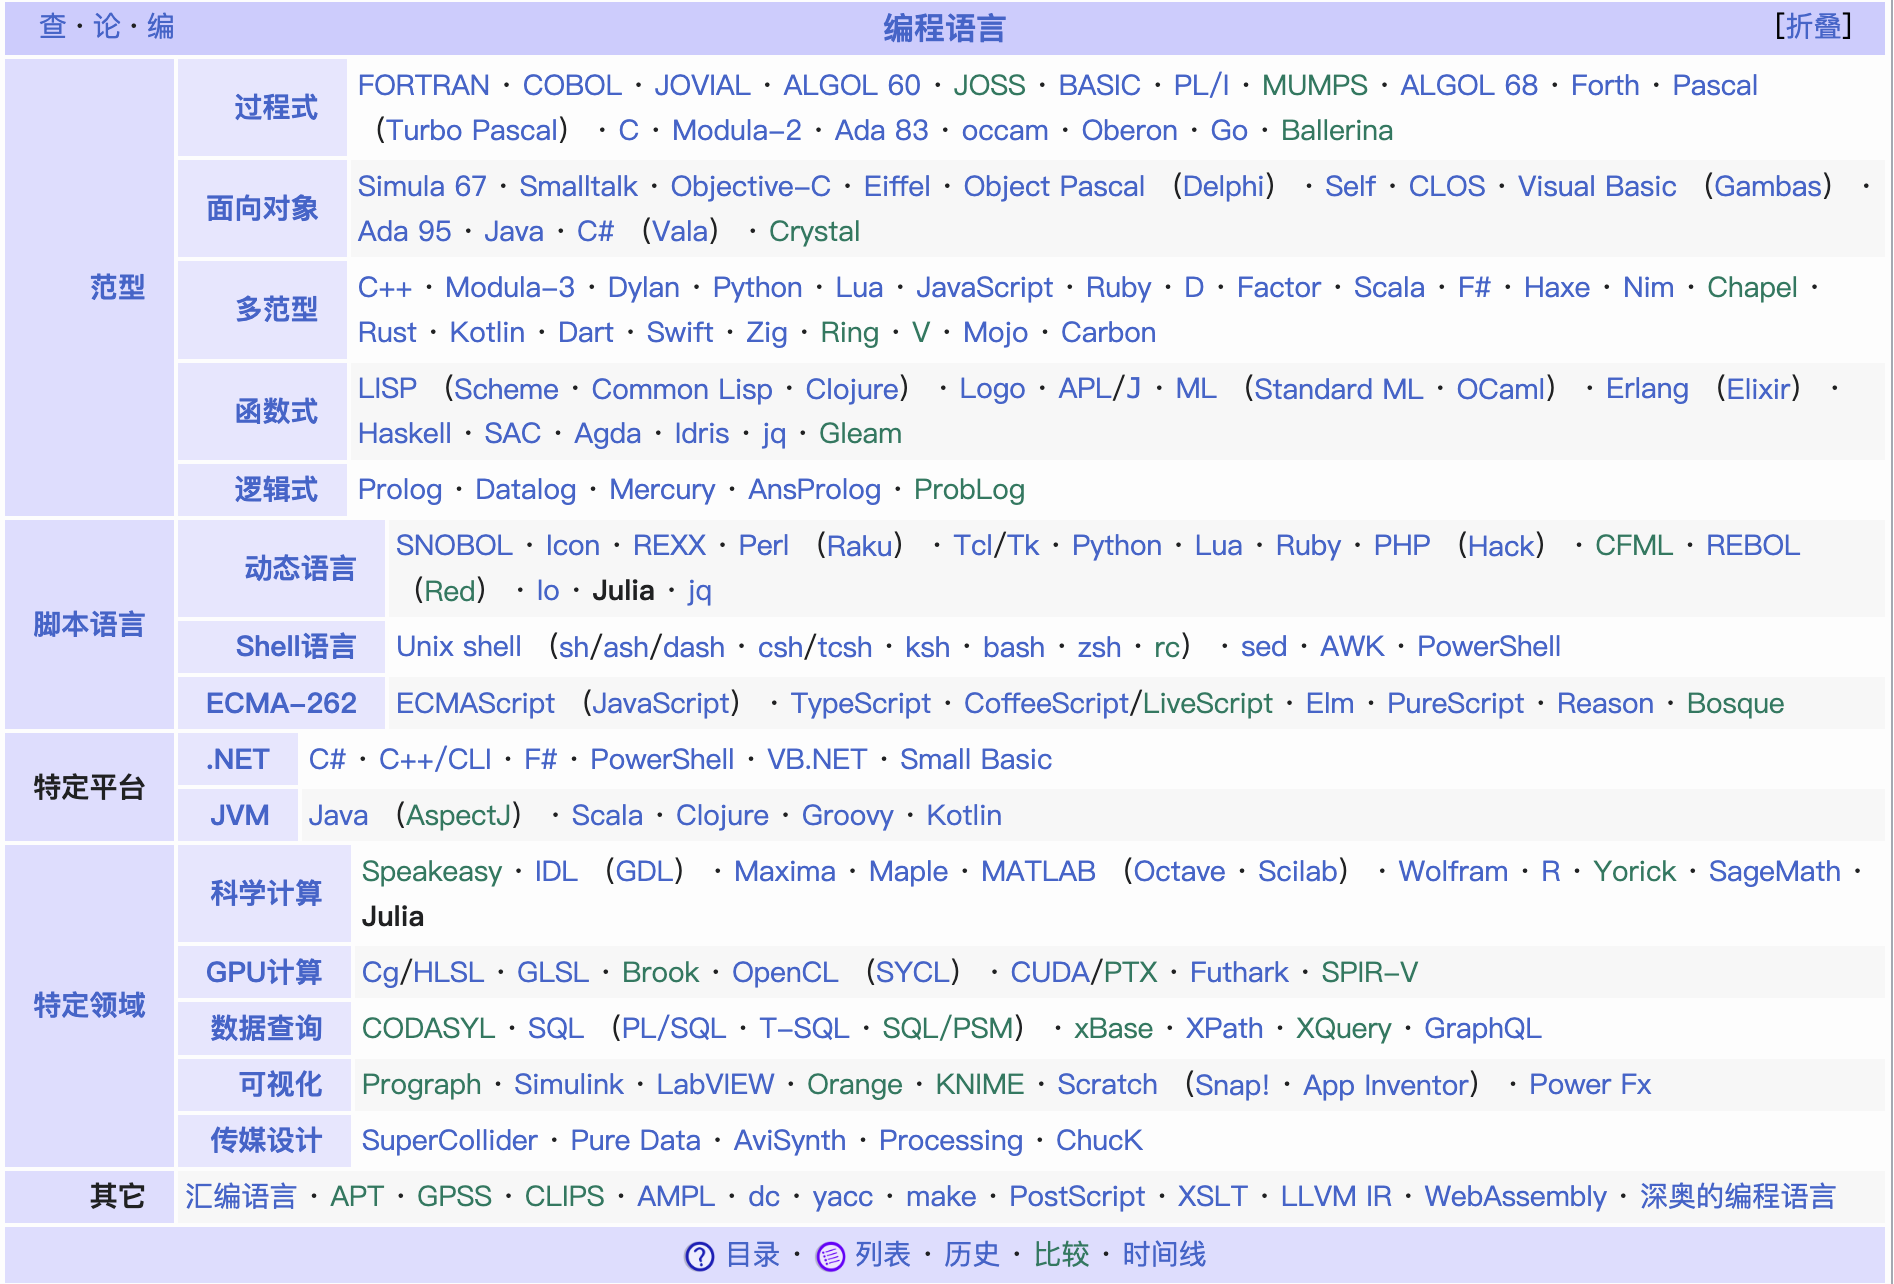 查 · 论 · 编 编程语言 [折叠]
范型
过程式
FORTRAN · COBOL · JOVIAL · ALGOL 60 · JOSS · BASIC · PL/I · MUMPS · ALGOL 68 · Forth · Pascal
（Turbo Pascal） · C · Modula-2 · Ada 83 · occam · Oberon · Go · Ballerina
面向对象
Simula 67 · Smalltalk · Objective-C · Eiffel · Object Pascal （Delphi） · Self · CLOS · Visual Basic （Gambas） ·
Ada 95 · Java · C# （Vala） · Crystal
多范型
C++ · Modula-3 · Dylan · Python · Lua · JavaScript · Ruby · D · Factor · Scala · F# · Haxe · Nim · Chapel ·
Rust · Kotlin · Dart · Swift · Zig · Ring · V · Mojo · Carbon
函数式
LISP （Scheme · Common Lisp · Clojure） · Logo · APL/J · ML （Standard ML · OCaml） · Erlang （Elixir） ·
Haskell · SAC · Agda · Idris · jq · Gleam
逻辑式
Prolog · Datalog · Mercury · AnsProlog · ProbLog
脚本语言
动态语言
SNOBOL · Icon · REXX · Perl （Raku） · Tcl/Tk · Python · Lua · Ruby · PHP （Hack） · CFML · REBOL
（Red） · Io · Julia · jq
Shell语言
Unix shell （sh/ash/dash · csh/tcsh · ksh · bash · zsh · rc） · sed · AWK · PowerShell
ECMA-262
ECMAScript （JavaScript） · TypeScript · CoffeeScript/LiveScript · Elm · PureScript · Reason · Bosque
特定平台
.NET
C# · C++/CLI · F# · PowerShell · VB.NET · Small Basic
JVM
Java （AspectJ） · Scala · Clojure · Groovy · Kotlin
特定领域
科学计算
Speakeasy · IDL （GDL） · Maxima · Maple · MATLAB （Octave · Scilab） · Wolfram · R · Yorick · SageMath ·
Julia
GPU计算
Cg/HLSL · GLSL · Brook · OpenCL （SYCL） · CUDA/PTX · Futhark · SPIR-V
数据查询
CODASYL · SQL （PL/SQL · T-SQL · SQL/PSM） · xBase · XPath · XQuery · GraphQL
可视化
Prograph · Simulink · LabVIEW · Orange · KNIME · Scratch （Snap! · App Inventor） · Power Fx
传媒设计
SuperCollider · Pure Data · AviSynth · Processing · ChucK
其它
汇编语言 · APT · GPSS · CLIPS · AMPL · dc · yacc · make · PostScript · XSLT · LLVM IR · WebAssembly · 深奥的编程语言
? 目录 · 列表 · 历史 · 比较 · 时间线